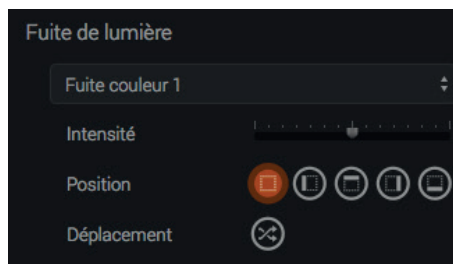 Fuite de lumière
Fuite couleur 1
Intensité
Position
Déplacement